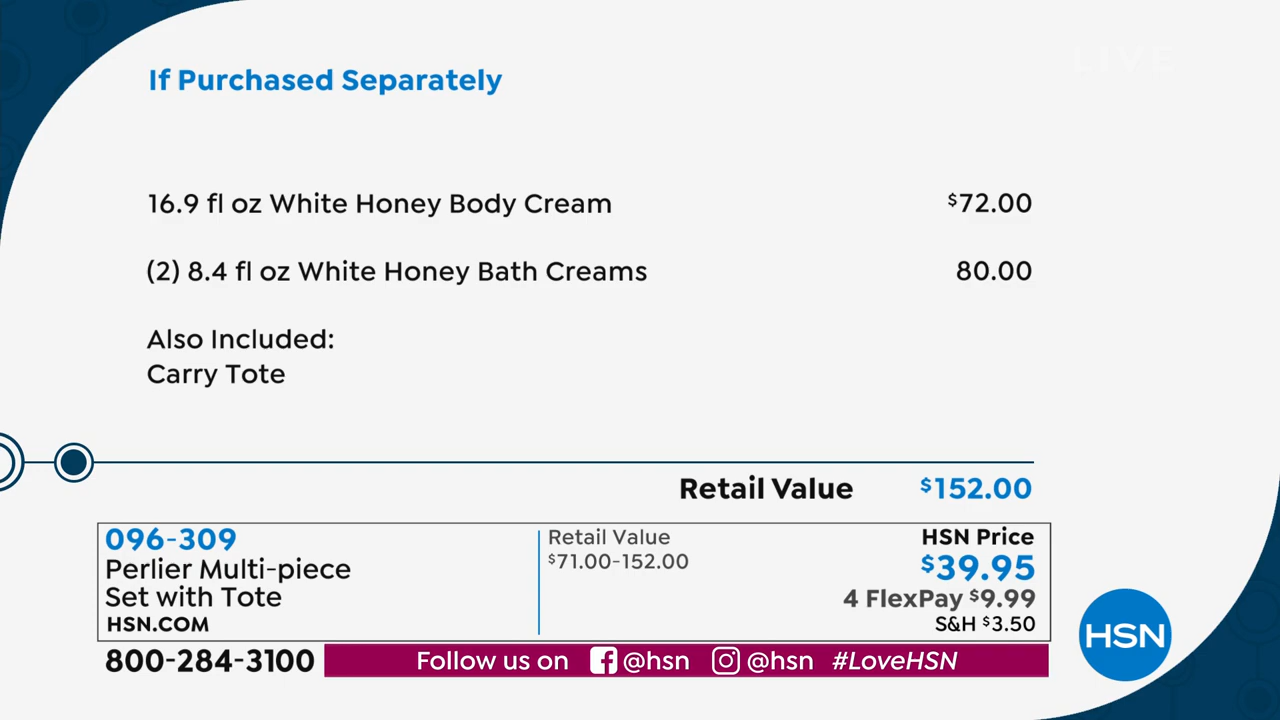 LIVE
If Purchased Separately
16.9 fl oz White Honey Body Cream $72.00
(2) 8.4 fl oz White Honey Bath Creams 80.00
Also Included:
Carry Tote
Retail Value $152.00
096-309
Perlier Multi-piece
Set with Tote
HSN.COM
Retail Value
$71.00-152.00
HSN Price
$39.95
4 FlexPay $9.99
S&H $3.50
HSN
800-284-3100
Follow us on @hsn @hsn #LoveHSN